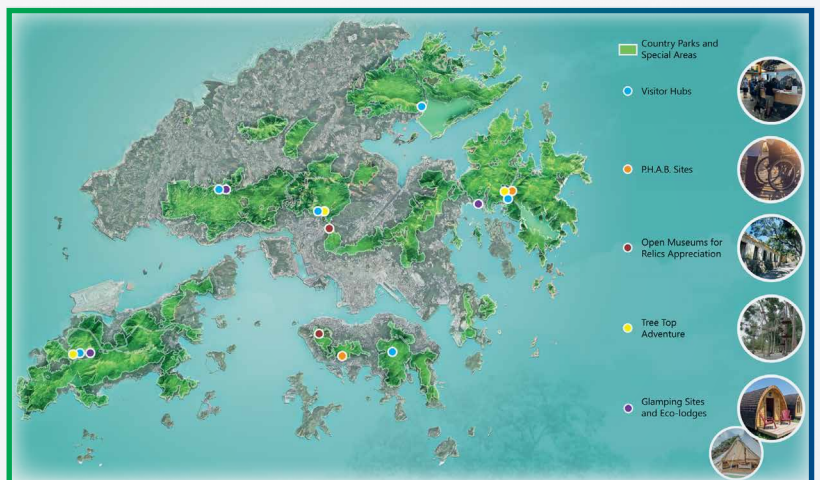 Country Parks and
Special Areas
Visitor Hubs
P.H.A.B. Sites
Open Museums for
Relics Appreciation
Tree Top
Adventure
Glamping Sites
and Eco-lodges